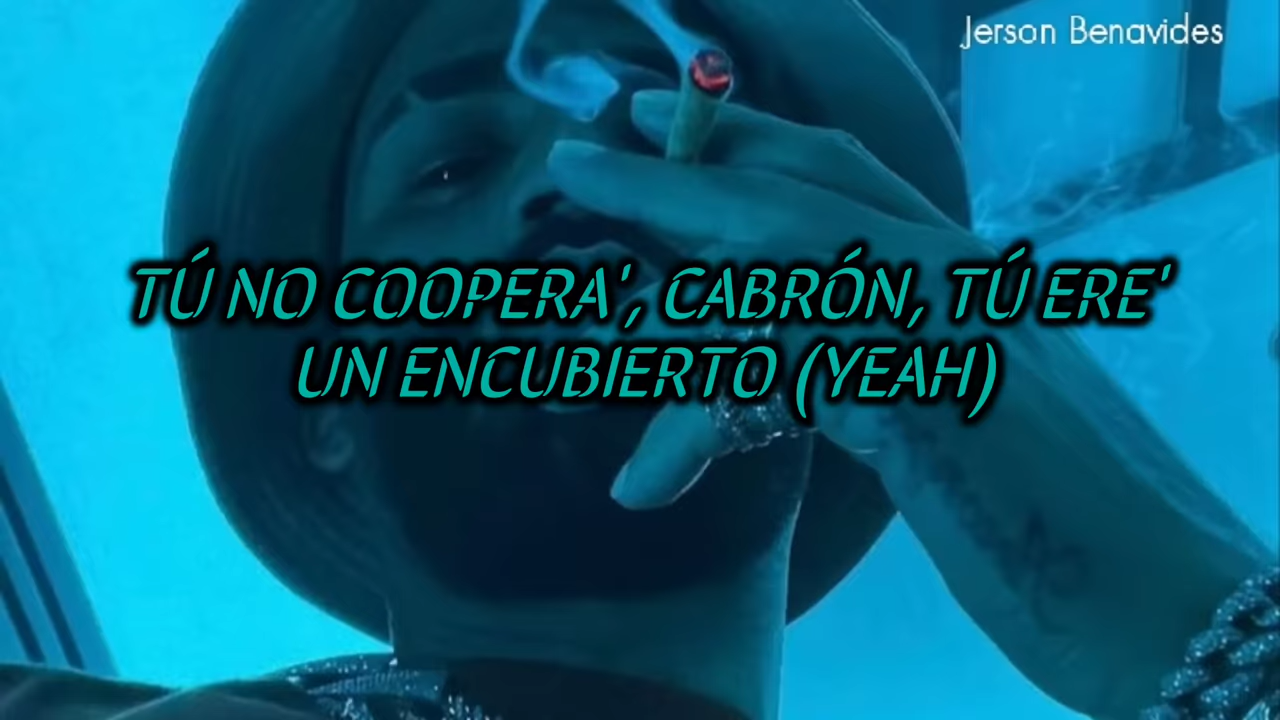 Jerson Benavides
TÚ NO COOPERA', CABRÓN, TÚ ERE'
UN ENCUBIERTO (YEAH)